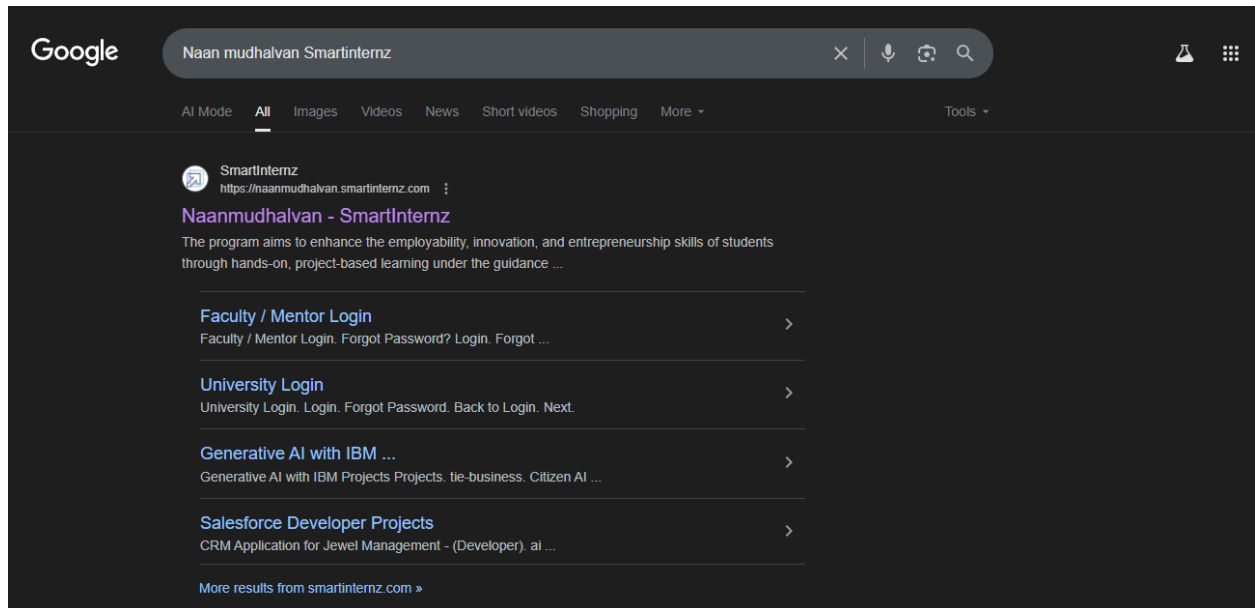 Google
Naan mudhalvan Smartinternz
AI Mode All Images Videos News Short videos Shopping More Tools
SmartInternz
https://naanmudhalvan.smartinternz.com
Naanmudhalvan - SmartInternz
The program aims to enhance the employability, innovation, and entrepreneurship skills of students
through hands-on, project-based learning under the guidance ...
Faculty / Mentor Login
Faculty / Mentor Login. Forgot Password? Login. Forgot ...
University Login
University Login. Login. Forgot Password. Back to Login. Next.
Generative AI with IBM ...
Generative AI with IBM Projects Projects. tie-business. Citizen AI ...
Salesforce Developer Projects
CRM Application for Jewel Management - (Developer). ai ...
More results from smartinternz.com »